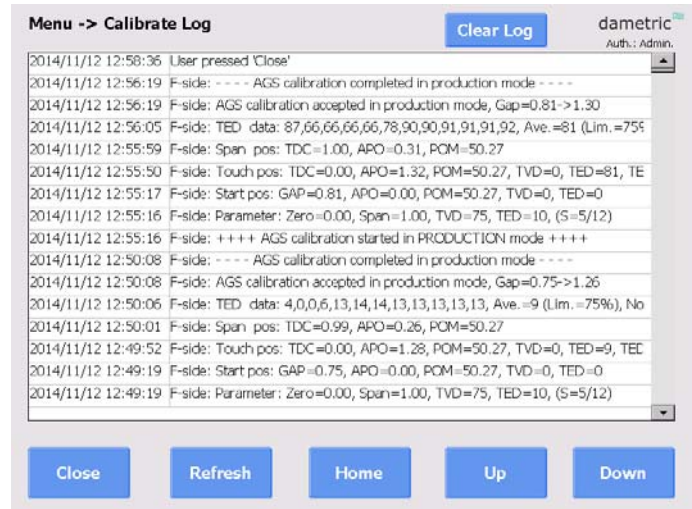 Menu -> Calibrate Log
Clear Log
dametric
Auth.: Admin.
2014/11/12 12:58:36 User pressed 'Close'
2014/11/12 12:56:19 F-side: - - - - AGS calibration completed in production mode - - - -
2014/11/12 12:56:19 F-side: AGS calibration accepted in production mode, Gap=0.81->1.30
2014/11/12 12:56:05 F-side: TED data: 87,66,66,66,66,78,90,90,91,91,91,92, Ave.=81 (Lim.=75%
2014/11/12 12:55:59 F-side: Span pos: TDC=1.00, APO=0.31, POM=50.27
2014/11/12 12:55:50 F-side: Touch pos: TDC=0.00, APO=1.32, POM=50.27, TVD=0, TED=81, TE
2014/11/12 12:55:17 F-side: Start pos: GAP=0.81, APO=0.00, POM=50.27, TVD=0, TED=0
2014/11/12 12:55:16 F-side: Parameter: Zero=0.00, Span=1.00, TVD=75, TED=10, (S=5/12)
2014/11/12 12:55:16 F-side: ++++ AGS calibration started in PRODUCTION mode ++++
2014/11/12 12:50:08 F-side: - - - - AGS calibration completed in production mode - - - -
2014/11/12 12:50:08 F-side: AGS calibration accepted in production mode, Gap=0.75->1.26
2014/11/12 12:50:06 F-side: TED data: 4,0,0,6,13,14,14,13,13,13,13,13, Ave.=9 (Lim.=75%), No
2014/11/12 12:50:01 F-side: Span pos: TDC=0.99, APO=0.26, POM=50.27
2014/11/12 12:49:52 F-side: Touch pos: TDC=0.00, APO=1.28, POM=50.27, TVD=0, TED=9, TED
2014/11/12 12:49:19 F-side: Start pos: GAP=0.75, APO=0.00, POM=50.27, TVD=0, TED=0
2014/11/12 12:49:19 F-side: Parameter: Zero=0.00, Span=1.00, TVD=75, TED=10, (S=5/12)
Close
Refresh
Home
Up
Down